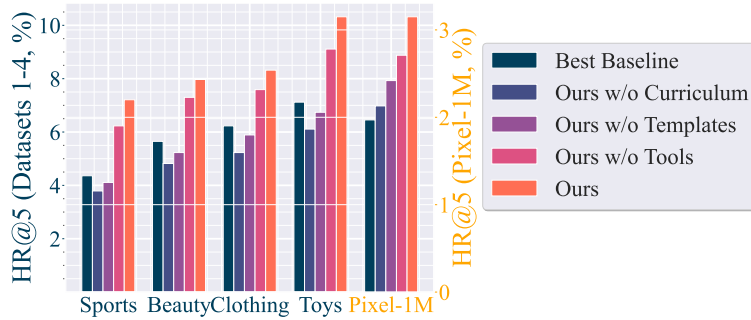 HR@5 (Datasets 1-4, %)
10
8
6
4
2
3
2
1
0
HR@5 (Pixel-1M, %)
Sports Beauty Clothing Toys Pixel-1M
Best Baseline
Ours w/o Curriculum
Ours w/o Templates
Ours w/o Tools
Ours